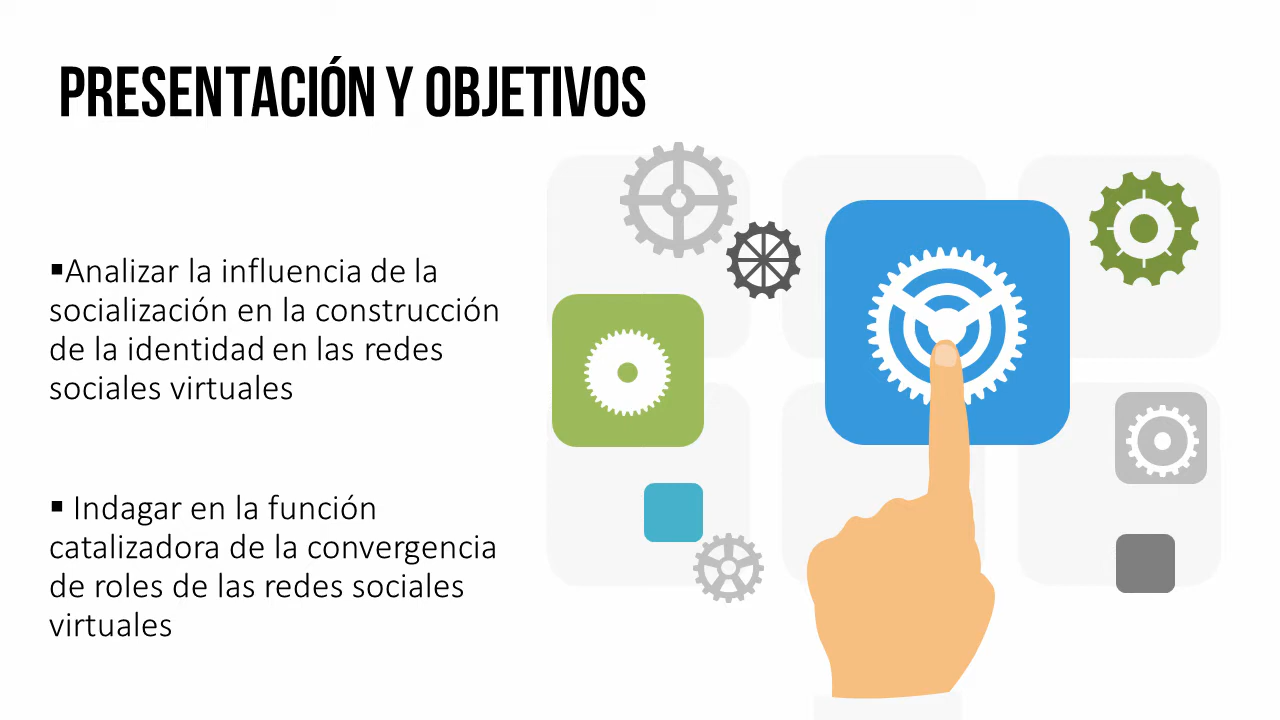 PRESENTACIÓN Y OBJETIVOS
▪Analizar la influencia de la
socialización en la construcción
de la identidad en las redes
sociales virtuales
▪ Indagar en la función
catalizadora de la convergencia
de roles de las redes sociales
virtuales